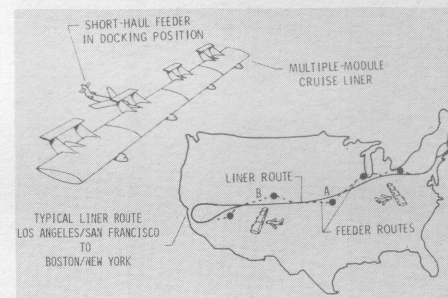 SHORT-HAUL FEEDER
IN DOCKING POSITION
MULTIPLE-MODULE
CRUISE LINER
LINER ROUTE
B
A
TYPICAL LINER ROUTE
LOS ANGELES/SAN FRANCISCO
TO
BOSTON/NEW YORK
FEEDER ROUTES